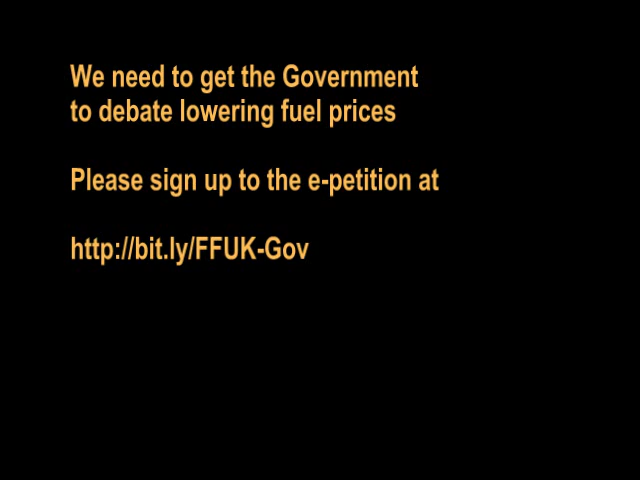 We need to get the Government
to debate lowering fuel prices
Please sign up to the e-petition at
http://bit.ly/FFUK-Gov